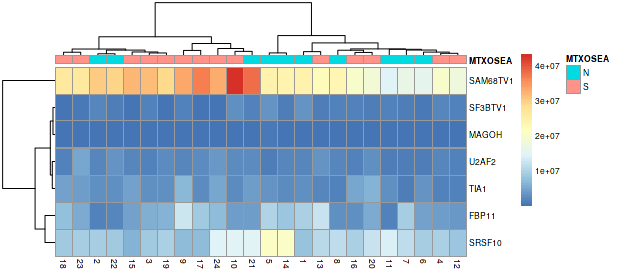 MTXOSEA
SAM68TV1
SF3BTV1
MAGOH
U2AF2
TIA1
FBP11
SRSF10
18 23 2 22 15 3 19 9 17 24 10 21 5 14 1 13 8 16 20 11 7 6 4 12
4e+07
3e+07
2e+07
1e+07
MTXOSEA
N
S